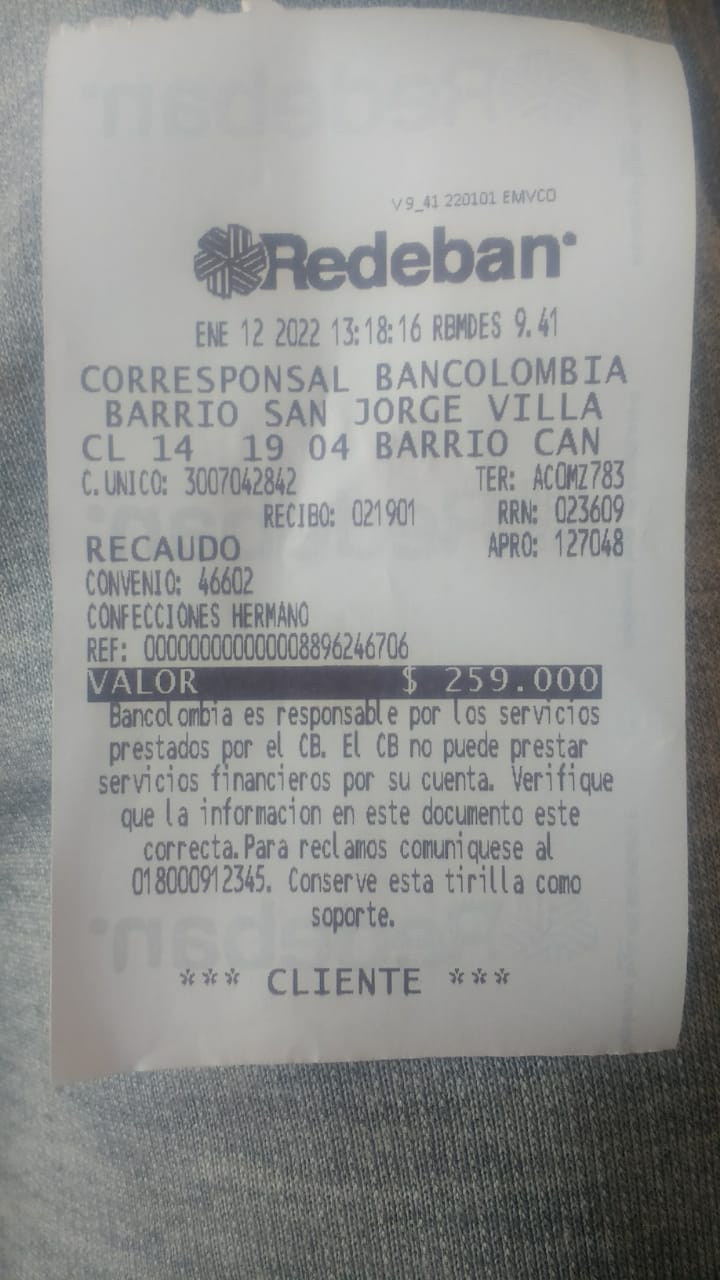 V9_41 220101 EMVCO
Redeban
ENE 12 2022 13:18:16 RBMDES 9.41
CORRESPONSAL BANCOLOMBIA
BARRIO SAN JORGE VILLA
CL 14 19 04 BARRIO CAN
C.UNICO: 3007042842 TER: ACOMZ783
RECIBO: 021901 RRN: 023609
RECAUDO APRO: 127048
CONVENIO: 46602
CONFECCIONES HERMANO
REF: 0000000000000008896246706
VALOR $ 259.000
Bancolombia es responsable por los servicios
prestados por el CB. El CB no puede prestar
servicios financieros por su cuenta. Verifique
que la informacion en este documento este
correcta.Para reclamos comuniquese al
018000912345. Conserve esta tirilla como
soporte.
*** CLIENTE ***